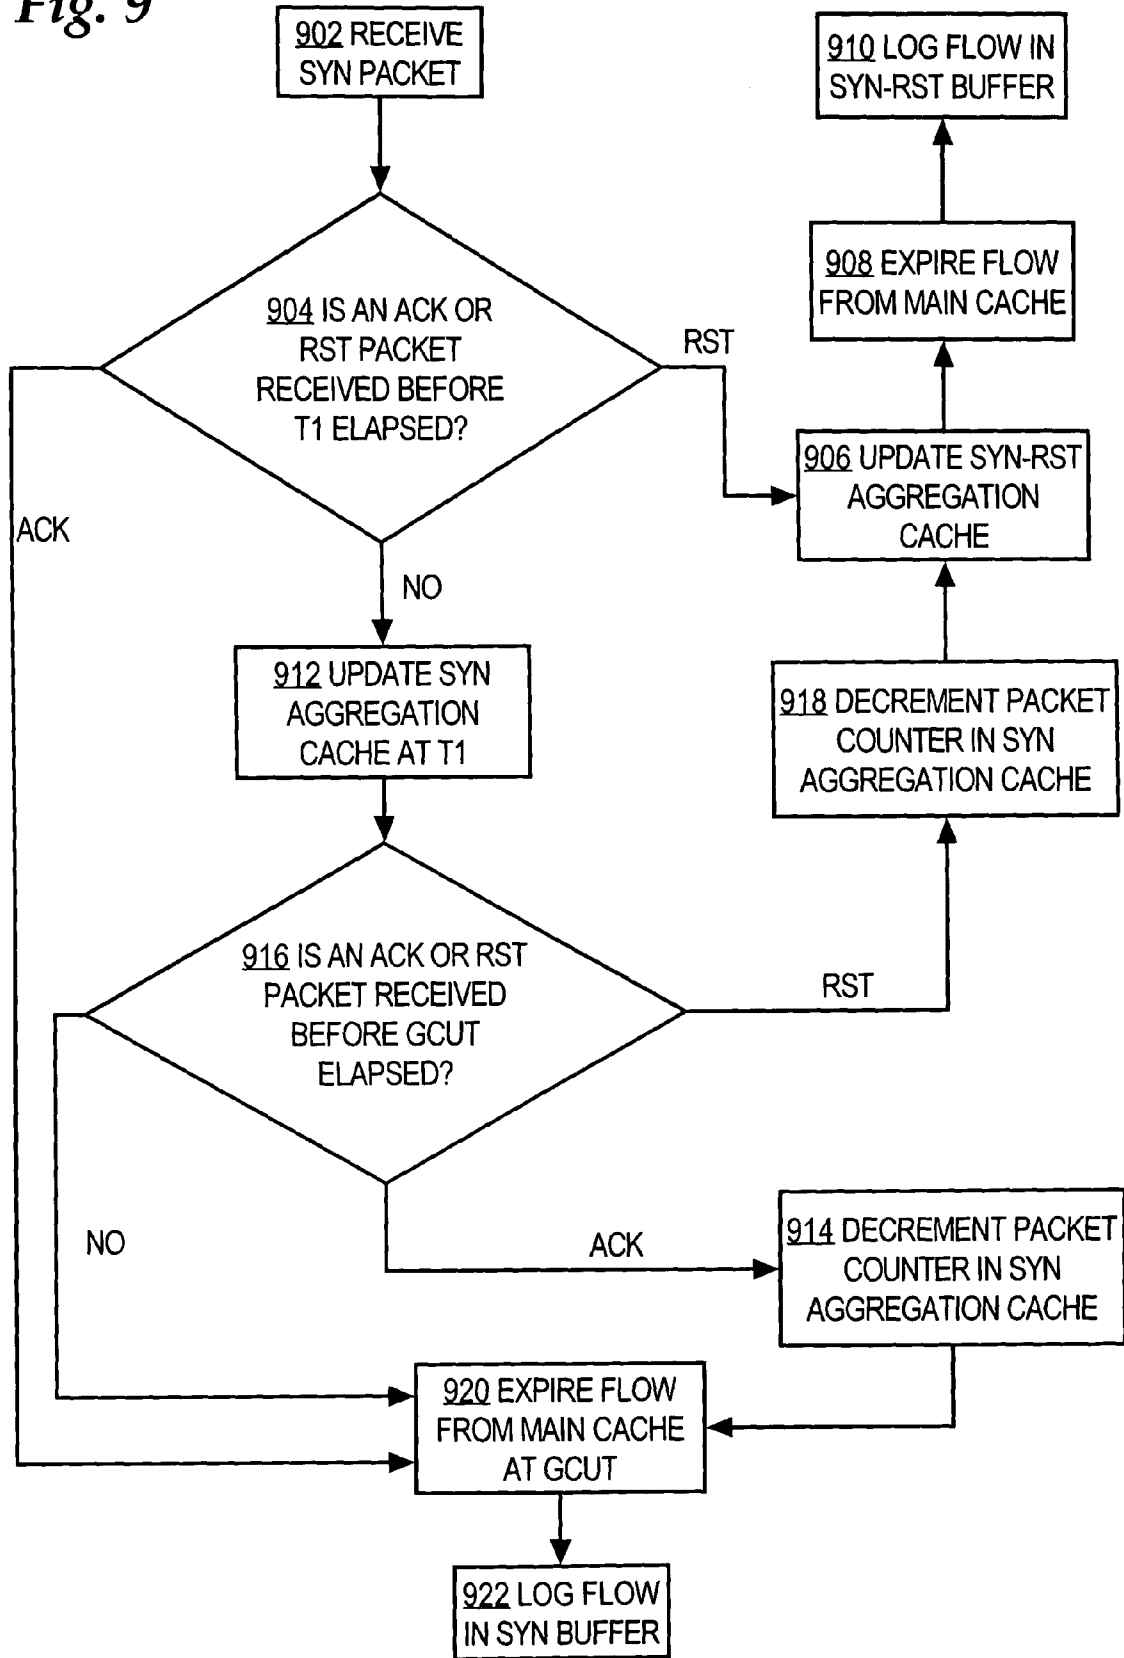 Fig. 9
902 RECEIVE
SYN PACKET
910 LOG FLOW IN
SYN-RST BUFFER
908 EXPIRE FLOW
FROM MAIN CACHE
904 IS AN ACK OR
RST PACKET
RECEIVED BEFORE
T1 ELAPSED?
RST
906 UPDATE SYN-RST
AGGREGATION
CACHE
ACK
NO
912 UPDATE SYN
AGGREGATION
CACHE AT T1
918 DECREMENT PACKET
COUNTER IN SYN
AGGREGATION CACHE
916 IS AN ACK OR RST
PACKET RECEIVED
BEFORE GCUT
ELAPSED?
RST
NO
ACK
914 DECREMENT PACKET
COUNTER IN SYN
AGGREGATION CACHE
920 EXPIRE FLOW
FROM MAIN CACHE
AT GCUT
922 LOG FLOW
IN SYN BUFFER